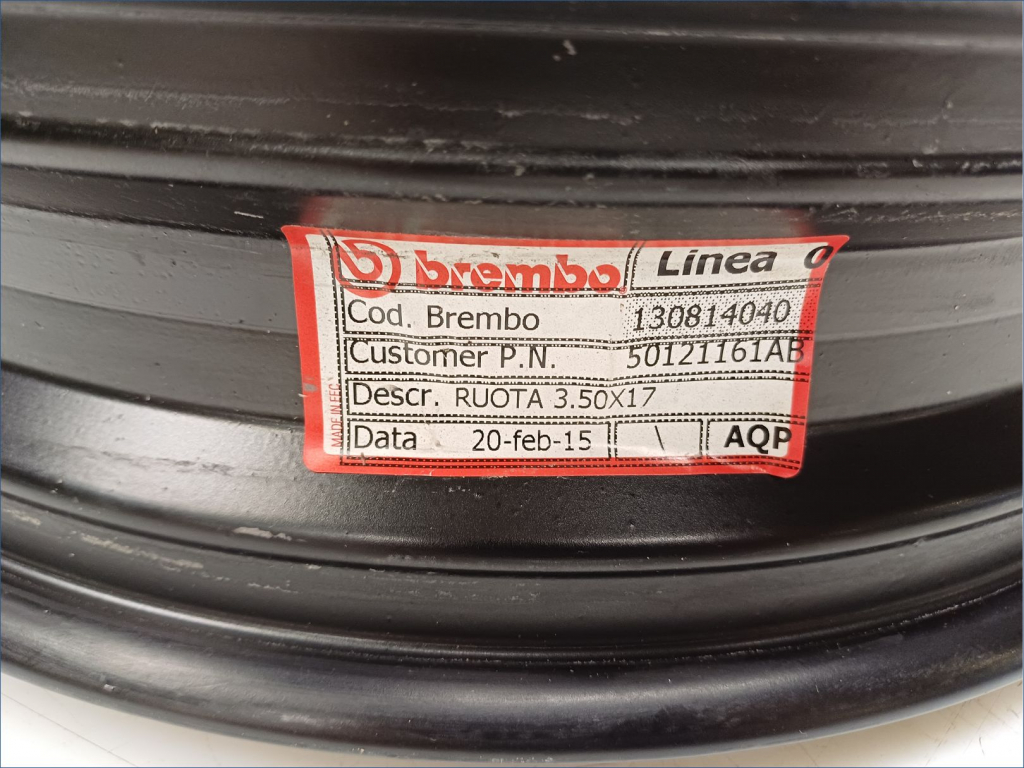 brembo Linea O
Cod. Brembo 130814040
Customer P.N. 50121161AB
Descr. RUOTA 3.50X17
Data 20-feb-15 \ AQP
MADE IN EEC